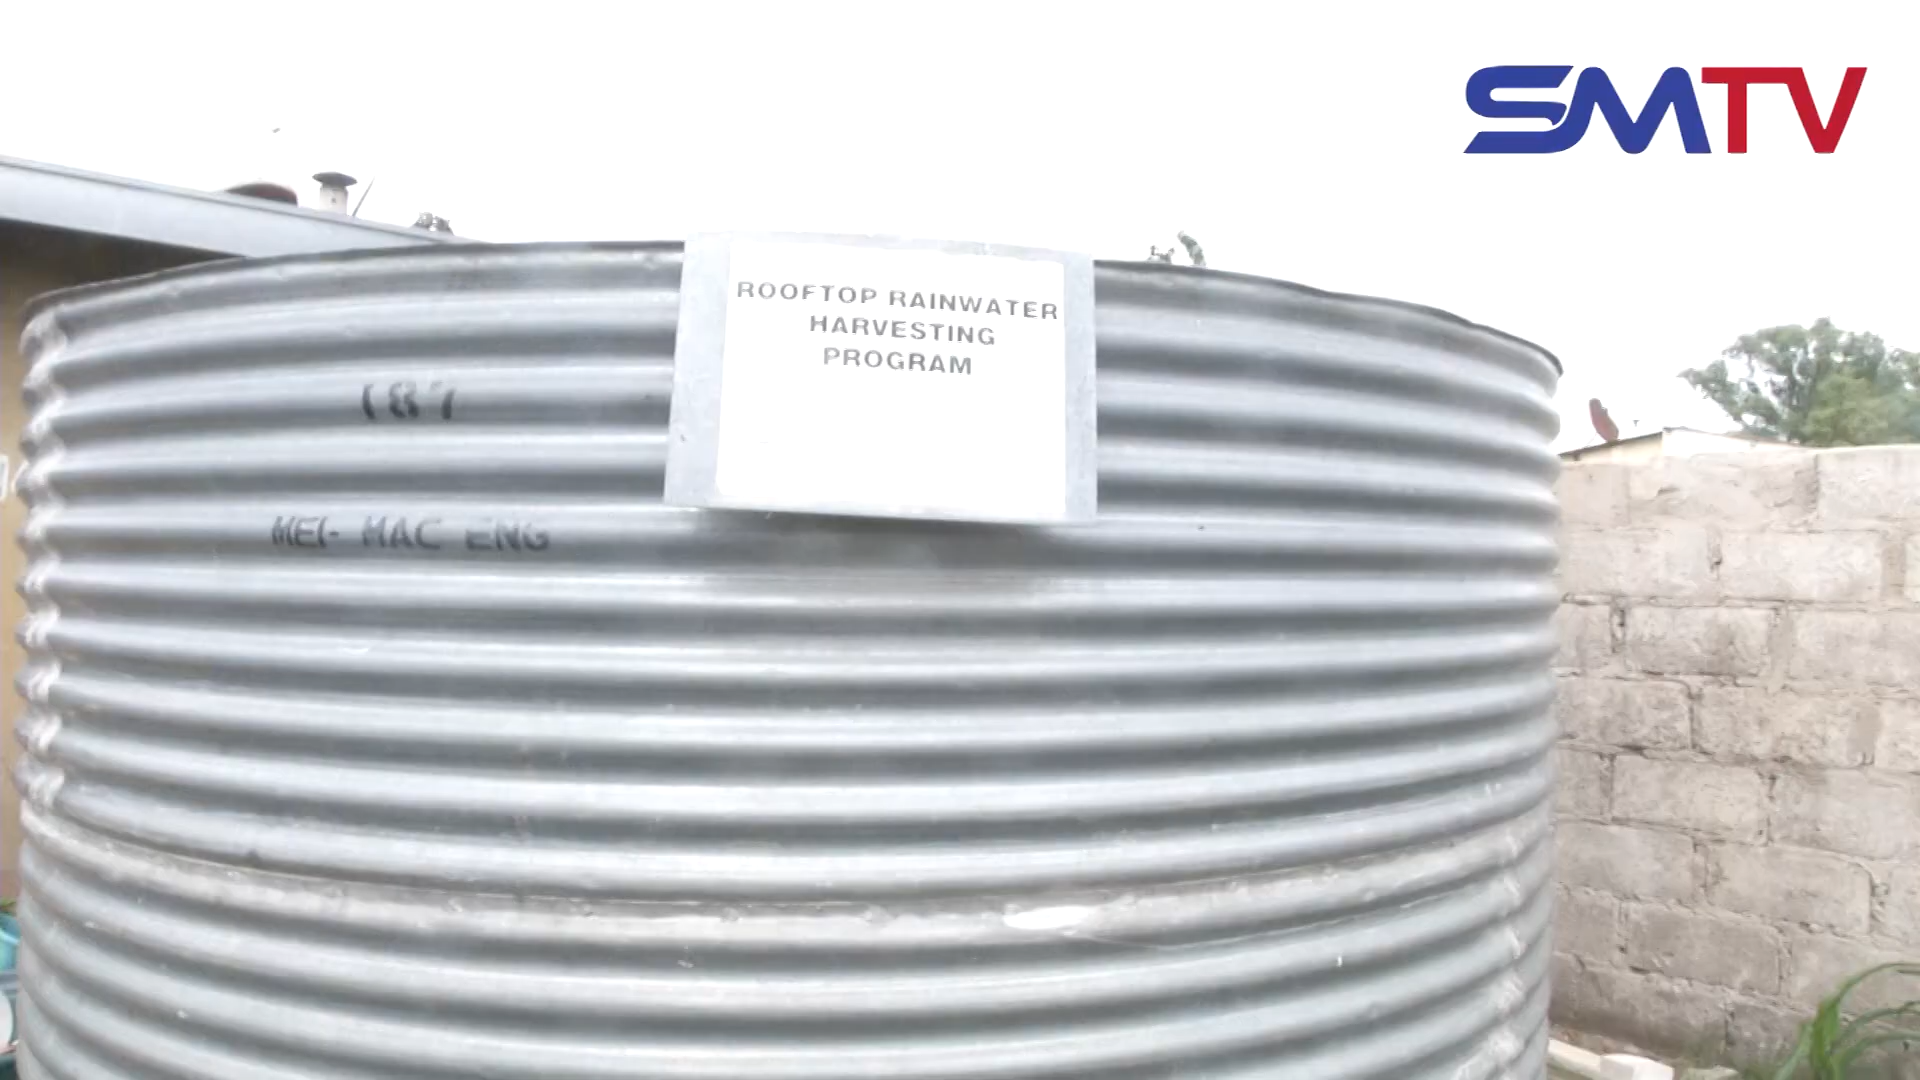 SMTV
ROOFTOP RAINWATER
HARVESTING
PROGRAM
187
MEI- MAC ENG